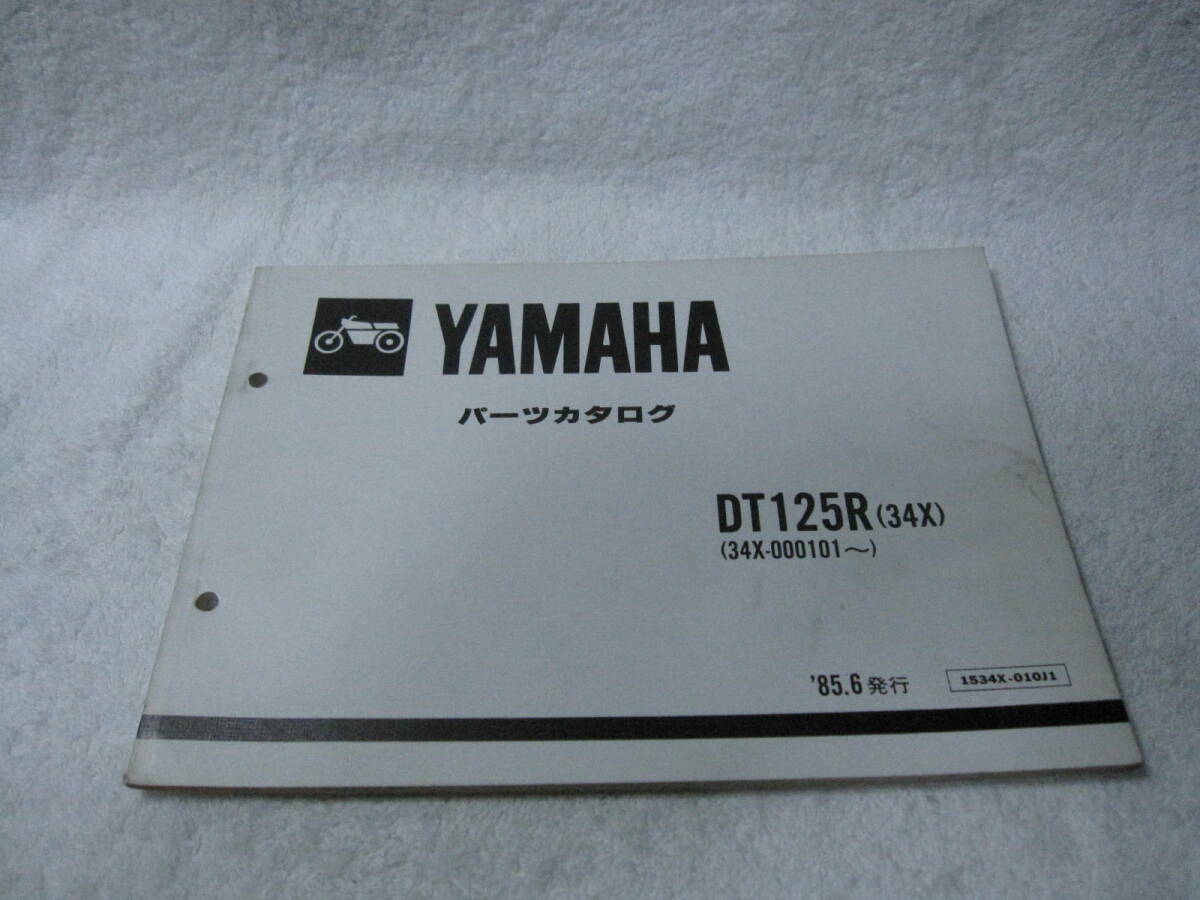 YAMAHA
パーツカタログ
DT125R(34X)
(34X-000101～)
'85.6発行
1534X-010J1